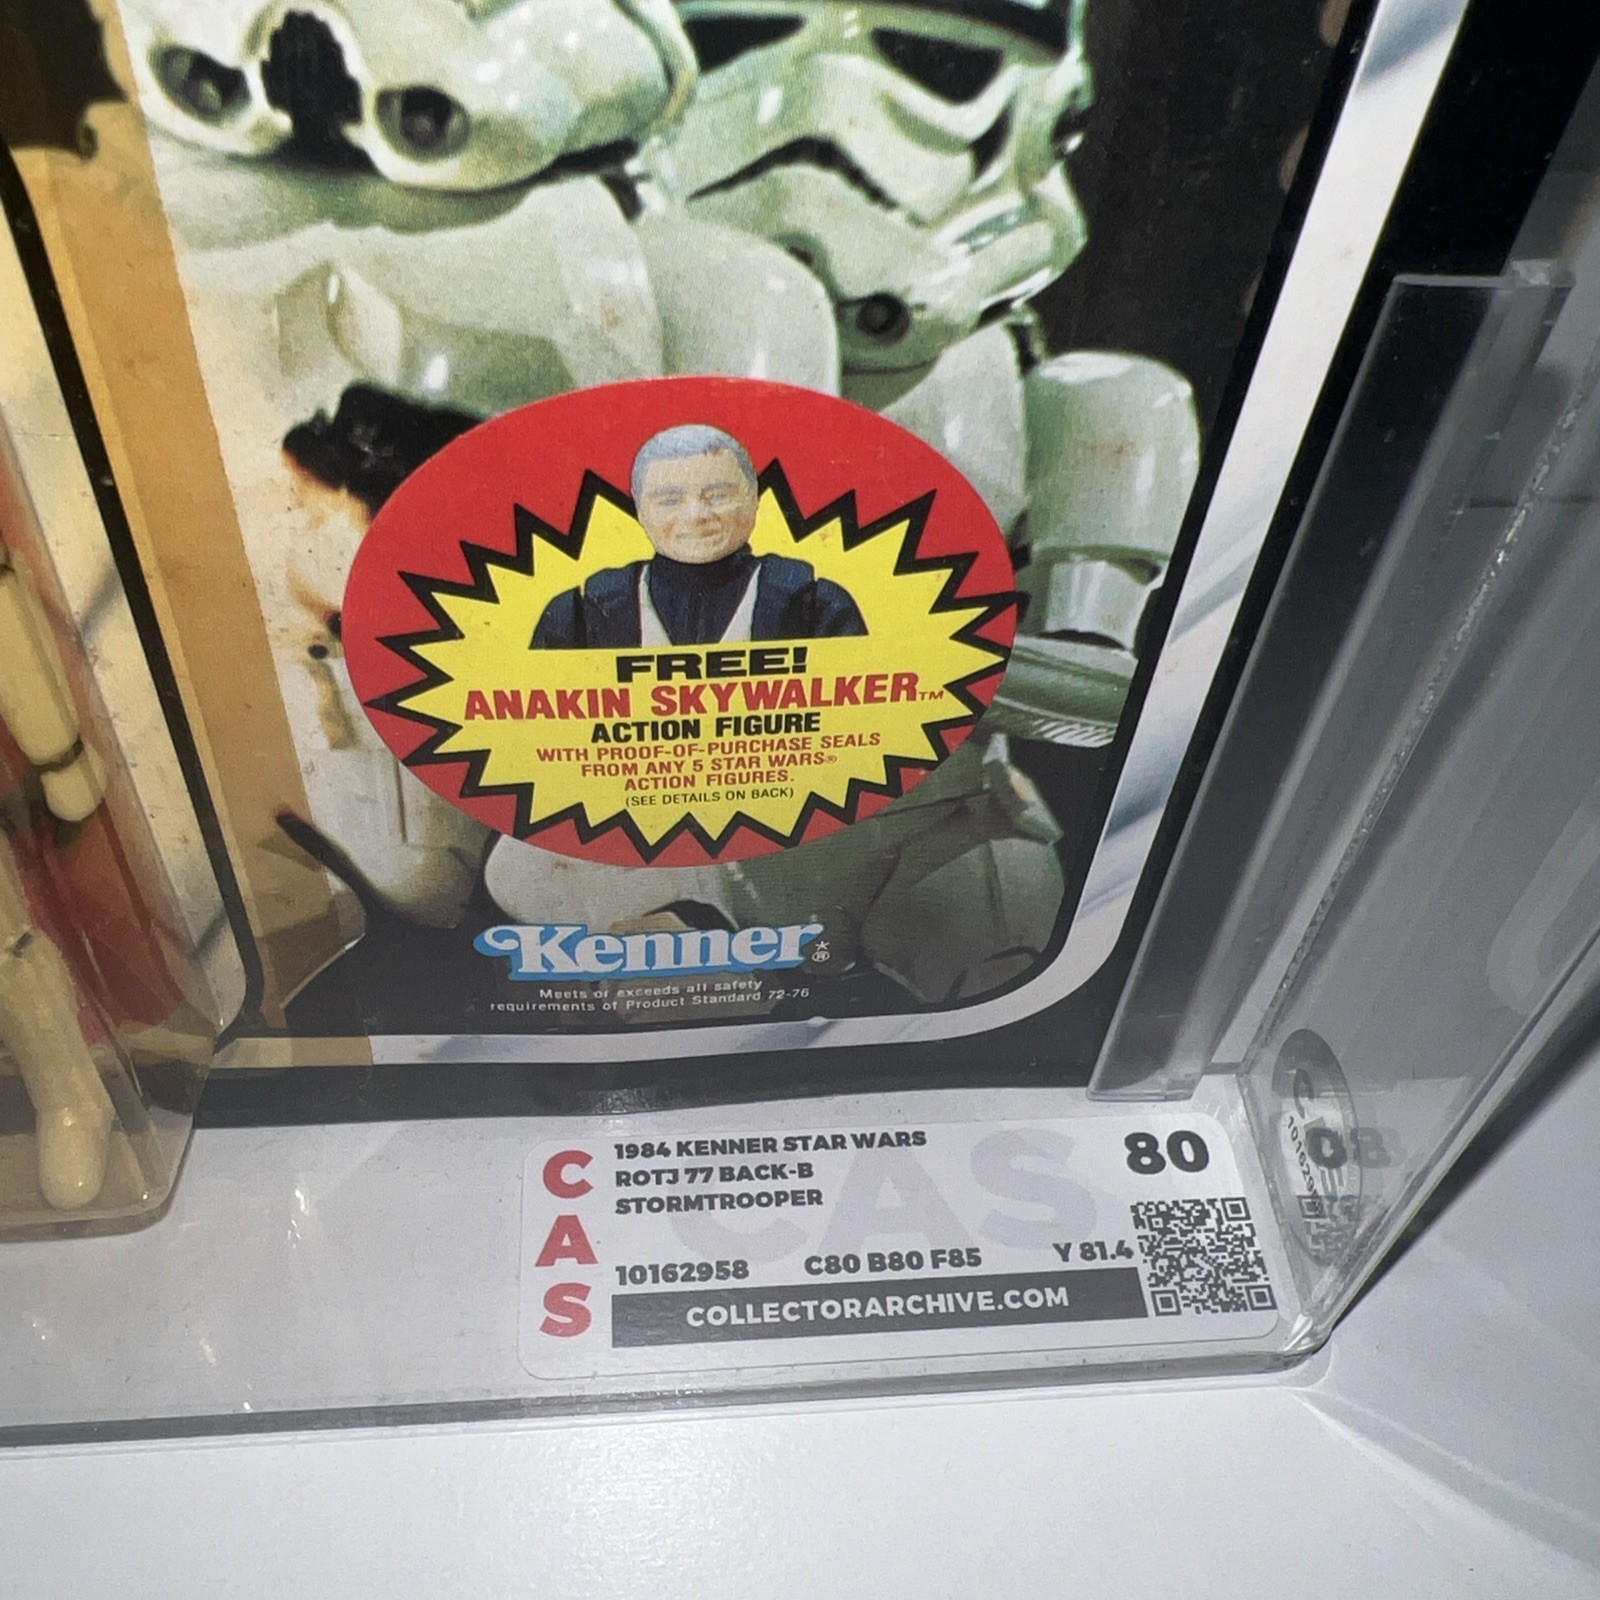 FREE!
ANAKIN SKYWALKER™
ACTION FIGURE
WITH PROOF-OF-PURCHASE SEALS
FROM ANY 5 STAR WARS®
ACTION FIGURES.
(SEE DETAILS ON BACK)
Kenner®
Meets or exceeds all safety
requirements of Product Standard 72-76
CAS
1984 KENNER STAR WARS
ROTJ 77 BACK-B
STORMTROOPER
80
10162958 C80 B80 F85 Y 81.4
COLLECTORARCHIVE.COM
CAS